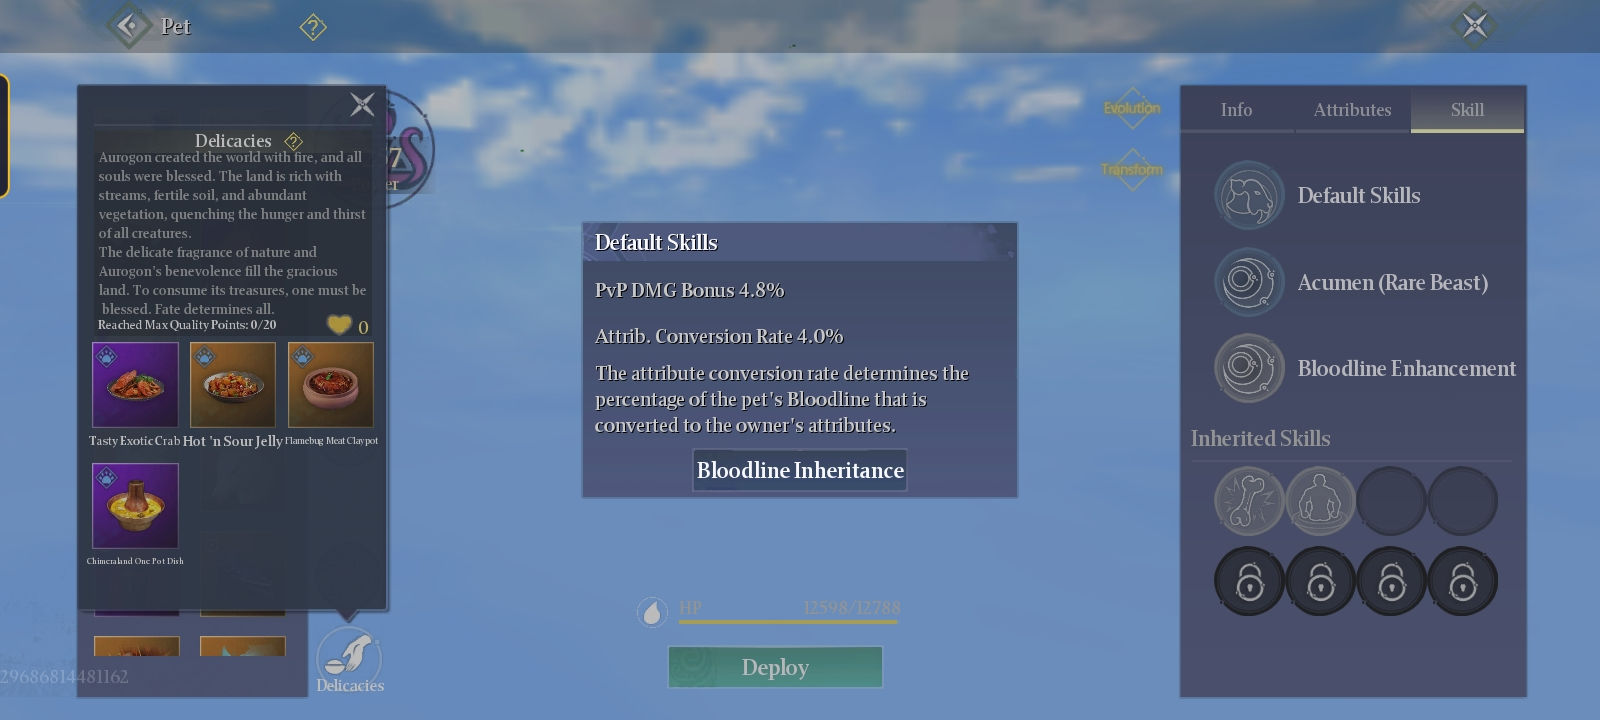 Pet
?
Delicacies
?
Aurogon created the world with fire, and all
souls were blessed. The land is rich with
streams, fertile soil, and abundant
vegetation, quenching the hunger and thirst
of all creatures.
The delicate fragrance of nature and
Aurogon's benevolence fill the gracious
land. To consume its treasures, one must be
blessed. Fate determines all.
Reached Max Quality Points: 0/20
0
Tasty Exotic Crab
Hot 'n Sour Jelly
Flamebug Meat Claypot
Chimeraland One Pot Dish
Delicacies
29686814481162
7
Evolution
Transform
Default Skills
PvP DMG Bonus 4.8%
Attrib. Conversion Rate 4.0%
The attribute conversion rate determines the
percentage of the pet's Bloodline that is
converted to the owner's attributes.
Bloodline Inheritance
HP 12598/12788
Deploy
Info
Attributes
Skill
Default Skills
Acumen (Rare Beast)
Bloodline Enhancement
Inherited Skills